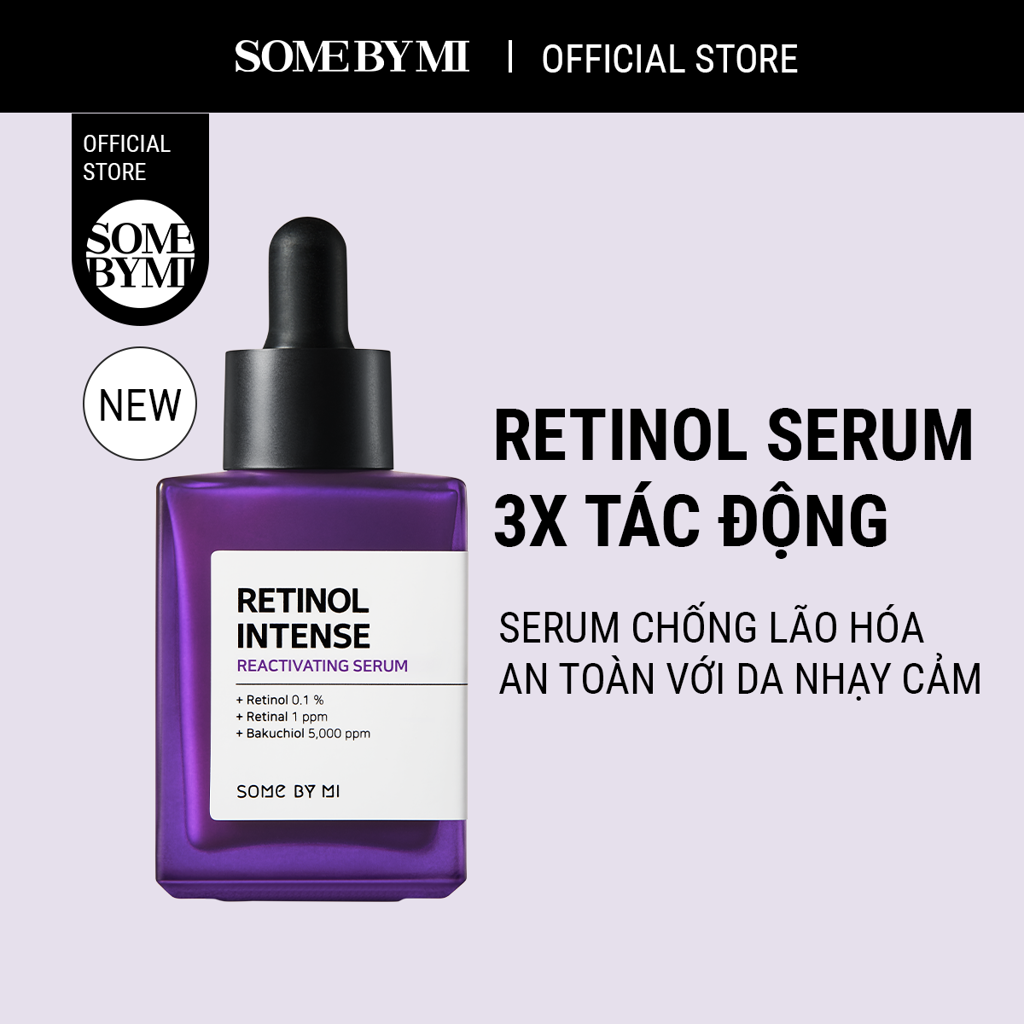 SOME BY MI | OFFICIAL STORE
OFFICIAL
STORE
SOME
BYMI
NEW
RETINOL SERUM
3X TÁC ĐỘNG
SERUM CHỐNG LÃO HÓA
AN TOÀN VỚI DA NHẠY CẢM
RETINOL
INTENSE
REACTIVATING SERUM
+ Retinol 0.1 %
+ Retinal 1 ppm
+ Bakuchiol 5,000 ppm
SOME BY MI